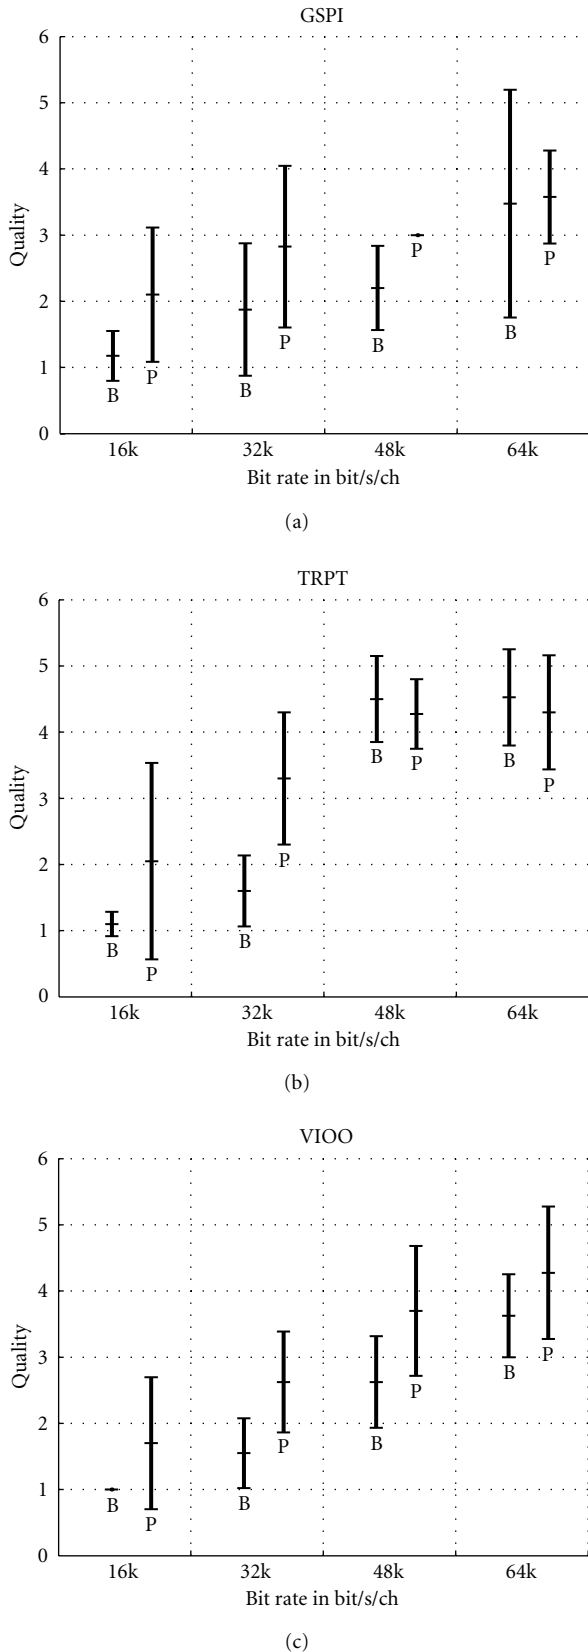 GSPI
6
5
4
3
2
1
0
Quality
B P B P B P B P
16k 32k 48k 64k
Bit rate in bit/s/ch
(a)
TRPT
6
5
4
3
2
1
0
Quality
B P B P B P B P
16k 32k 48k 64k
Bit rate in bit/s/ch
(b)
VIOO
6
5
4
3
2
1
0
Quality
B P B P B P B P
16k 32k 48k 64k
Bit rate in bit/s/ch
(c)